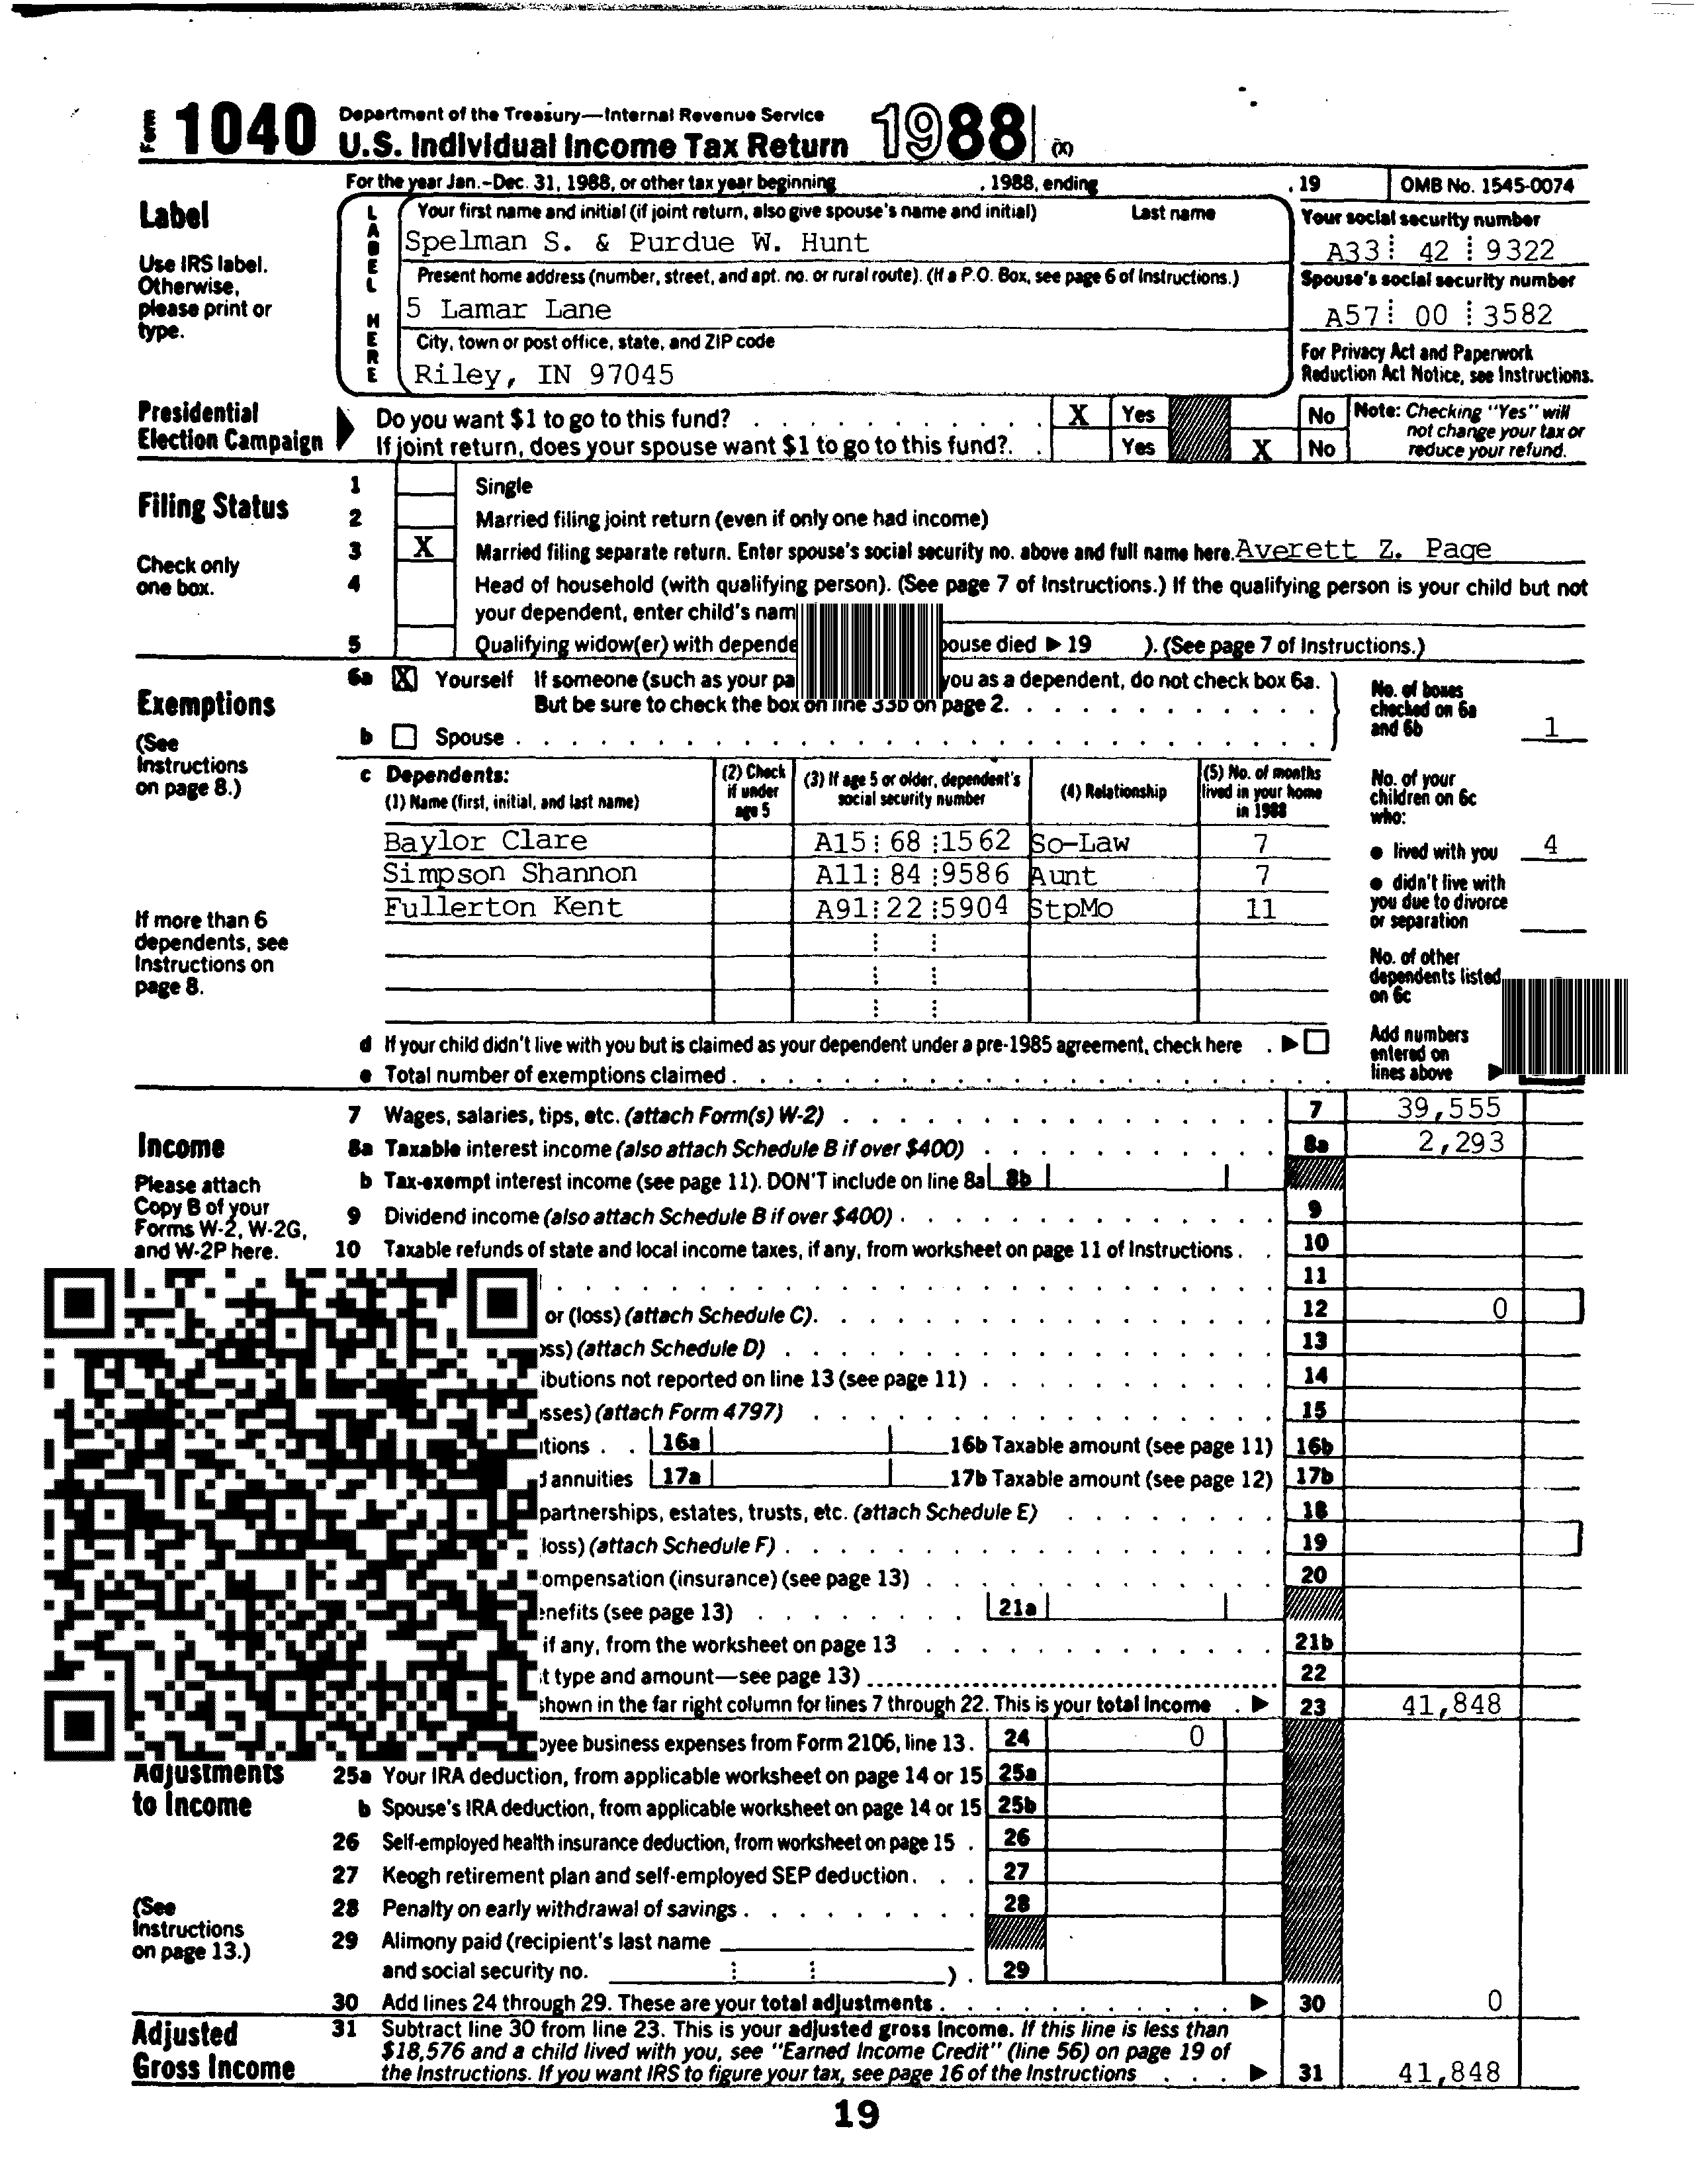 Form 1040 Department of the Treasury—Internal Revenue Service
U.S. Individual Income Tax Return 1988 (X)
For the year Jan.-Dec. 31, 1988, or other tax year beginning , 1988, ending , 19 OMB No. 1545-0074
Label
Use IRS label.
Otherwise,
please print or
type.
LABEL HERE
Your first name and initial (if joint return, also give spouse's name and initial) Last name
Spelman S. & Purdue W. Hunt
Present home address (number, street, and apt. no. or rural route). (If a P.O. Box, see page 6 of Instructions.)
5 Lamar Lane
City, town or post office, state, and ZIP code
Riley, IN 97045
Your social security number
A33 42 9322
Spouse's social security number
A57 00 3582
For Privacy Act and Paperwork
Reduction Act Notice, see Instructions.
Presidential
Election Campaign
Do you want $1 to go to this fund? X Yes No
If joint return, does your spouse want $1 to go to this fund? Yes X No
Note: Checking "Yes" will
not change your tax or
reduce your refund.
Filing Status
Check only
one box.
1 Single
2 Married filing joint return (even if only one had income)
3 X Married filing separate return. Enter spouse's social security no. above and full name here. Averett Z. Page
4 Head of household (with qualifying person). (See page 7 of Instructions.) If the qualifying person is your child but not
your dependent, enter child's nam
5 Qualifying widow(er) with depende pouse died ▶ 19 ). (See page 7 of Instructions.)
Exemptions
(See
Instructions
on page 8.)
6a X Yourself If someone (such as your pa you as a dependent, do not check box 6a.
But be sure to check the box on line 33b on page 2.
b Spouse
No. of boxes
checked on 6a
and 6b 1
c Dependents:
(1) Name (first, initial, and last name)
(2) Check
if under
age 5
(3) If age 5 or older, dependent's
social security number
(4) Relationship
(5) No. of months
lived in your home
in 1988
Baylor Clare A15 68 1562 So-Law 7
Simpson Shannon A11 84 9586 Aunt 7
Fullerton Kent A91 22 5904 StpMo 11
If more than 6
dependents, see
Instructions on
page 8.
No. of your
children on 6c
who:
● lived with you 4
● didn't live with
you due to divorce
or separation
No. of other
dependents listed
on 6c
Add numbers
entered on
lines above ▶
d If your child didn't live with you but is claimed as your dependent under a pre-1985 agreement, check here ▶
e Total number of exemptions claimed
Income
Please attach
Copy B of your
Forms W-2, W-2G,
and W-2P here.
7 Wages, salaries, tips, etc. (attach Form(s) W-2) 7 39,555
8a Taxable interest income (also attach Schedule B if over $400) 8a 2,293
b Tax-exempt interest income (see page 11). DON'T include on line 8a 8b
9 Dividend income (also attach Schedule B if over $400) 9
10 Taxable refunds of state and local income taxes, if any, from worksheet on page 11 of Instructions 10
11
or (loss) (attach Schedule C) 12 0
oss) (attach Schedule D) 13
ibutions not reported on line 13 (see page 11) 14
sses) (attach Form 4797) 15
tions 16a 16b Taxable amount (see page 11) 16b
d annuities 17a 17b Taxable amount (see page 12) 17b
partnerships, estates, trusts, etc. (attach Schedule E) 18
loss) (attach Schedule F) 19
ompensation (insurance) (see page 13) 20
enefits (see page 13) 21a
if any, from the worksheet on page 13 21b
t type and amount—see page 13) 22
shown in the far right column for lines 7 through 22. This is your total income ▶ 23 41,848
Adjustments
to Income
(See
Instructions
on page 13.)
oyee business expenses from Form 2106, line 13. 24 0
25a Your IRA deduction, from applicable worksheet on page 14 or 15 25a
b Spouse's IRA deduction, from applicable worksheet on page 14 or 15 25b
26 Self-employed health insurance deduction, from worksheet on page 15 26
27 Keogh retirement plan and self-employed SEP deduction 27
28 Penalty on early withdrawal of savings 28
29 Alimony paid (recipient's last name
and social security no. ) 29
30 Add lines 24 through 29. These are your total adjustments ▶ 30 0
Adjusted
Gross Income
31 Subtract line 30 from line 23. This is your adjusted gross income. If this line is less than
$18,576 and a child lived with you, see "Earned Income Credit" (line 56) on page 19 of
the Instructions. If you want IRS to figure your tax, see page 16 of the Instructions ▶ 31 41,848
19